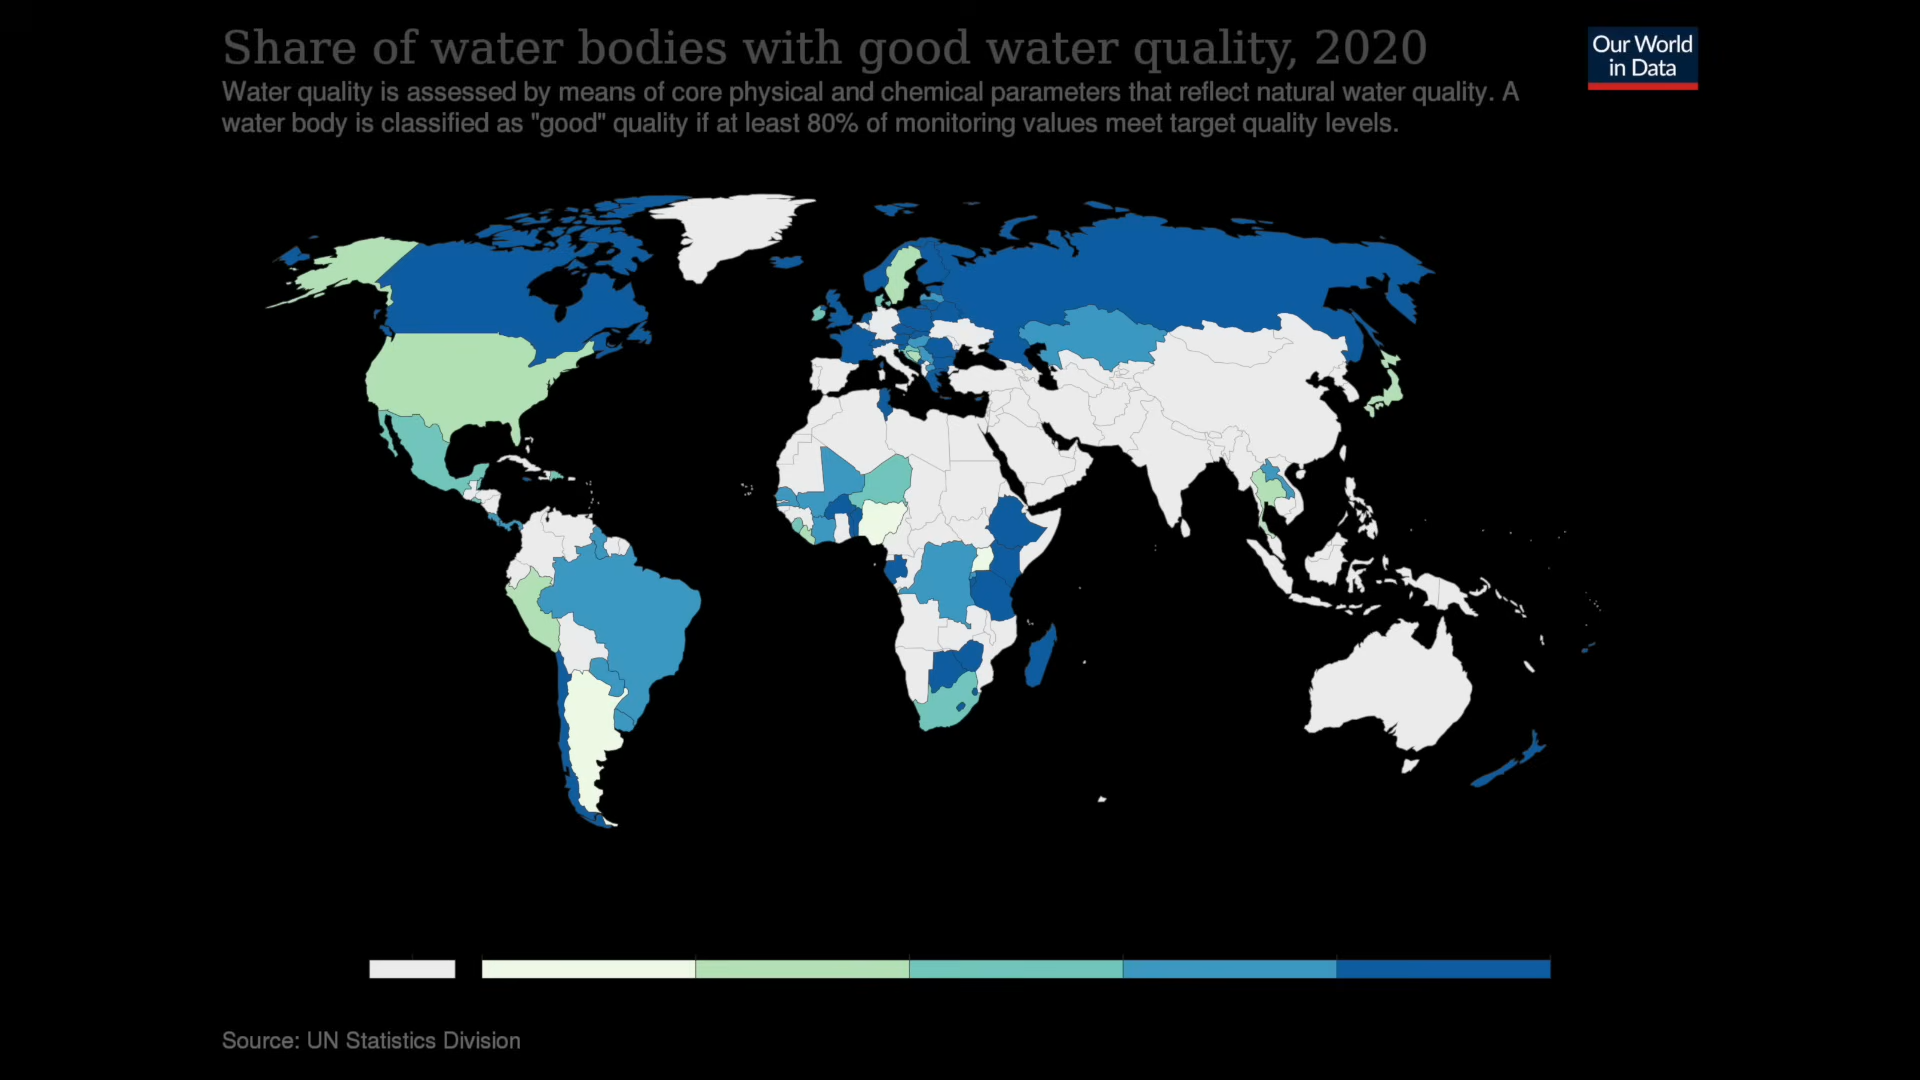 Share of water bodies with good water quality, 2020
Our World
in Data
Water quality is assessed by means of core physical and chemical parameters that reflect natural water quality. A
water body is classified as "good" quality if at least 80% of monitoring values meet target quality levels.
Source: UN Statistics Division